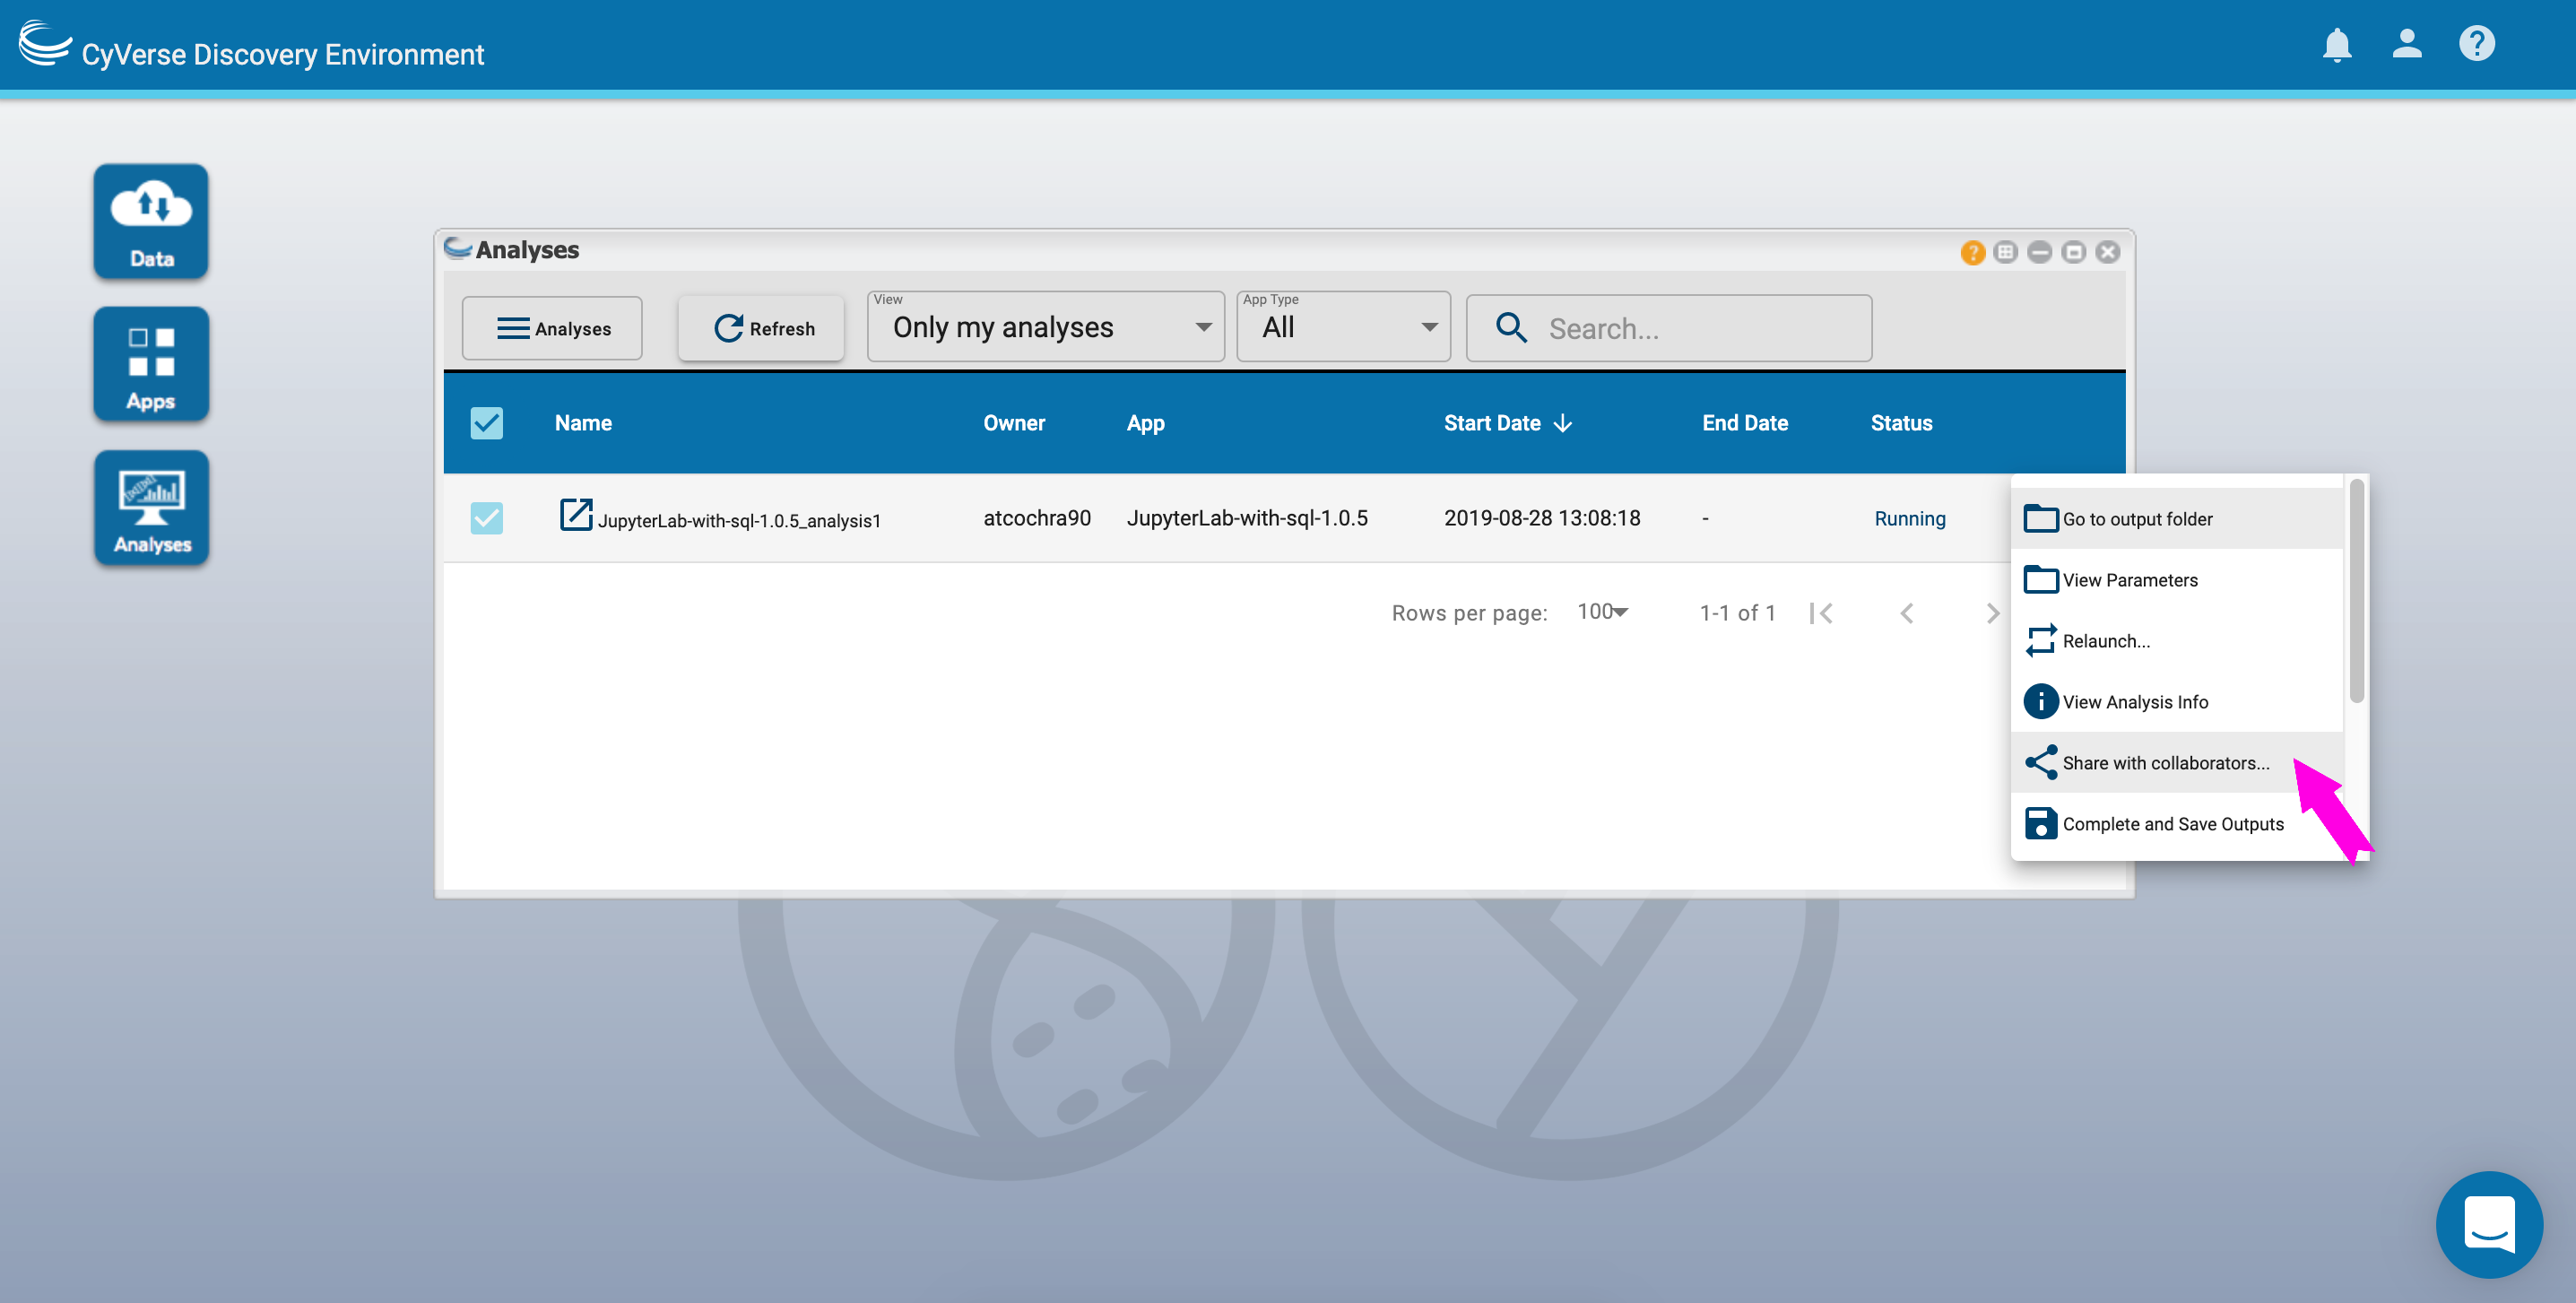 CyVerse Discovery Environment
?
Data
Apps
Analyses
Analyses
?
Analyses
Refresh
View
Only my analyses
App Type
All
Search...
Name Owner App Start Date End Date Status
JupyterLab-with-sql-1.0.5_analysis1 atcochra90 JupyterLab-with-sql-1.0.5 2019-08-28 13:08:18 - Running
Rows per page: 100 1-1 of 1
Go to output folder
View Parameters
Relaunch...
View Analysis Info
Share with collaborators...
Complete and Save Outputs